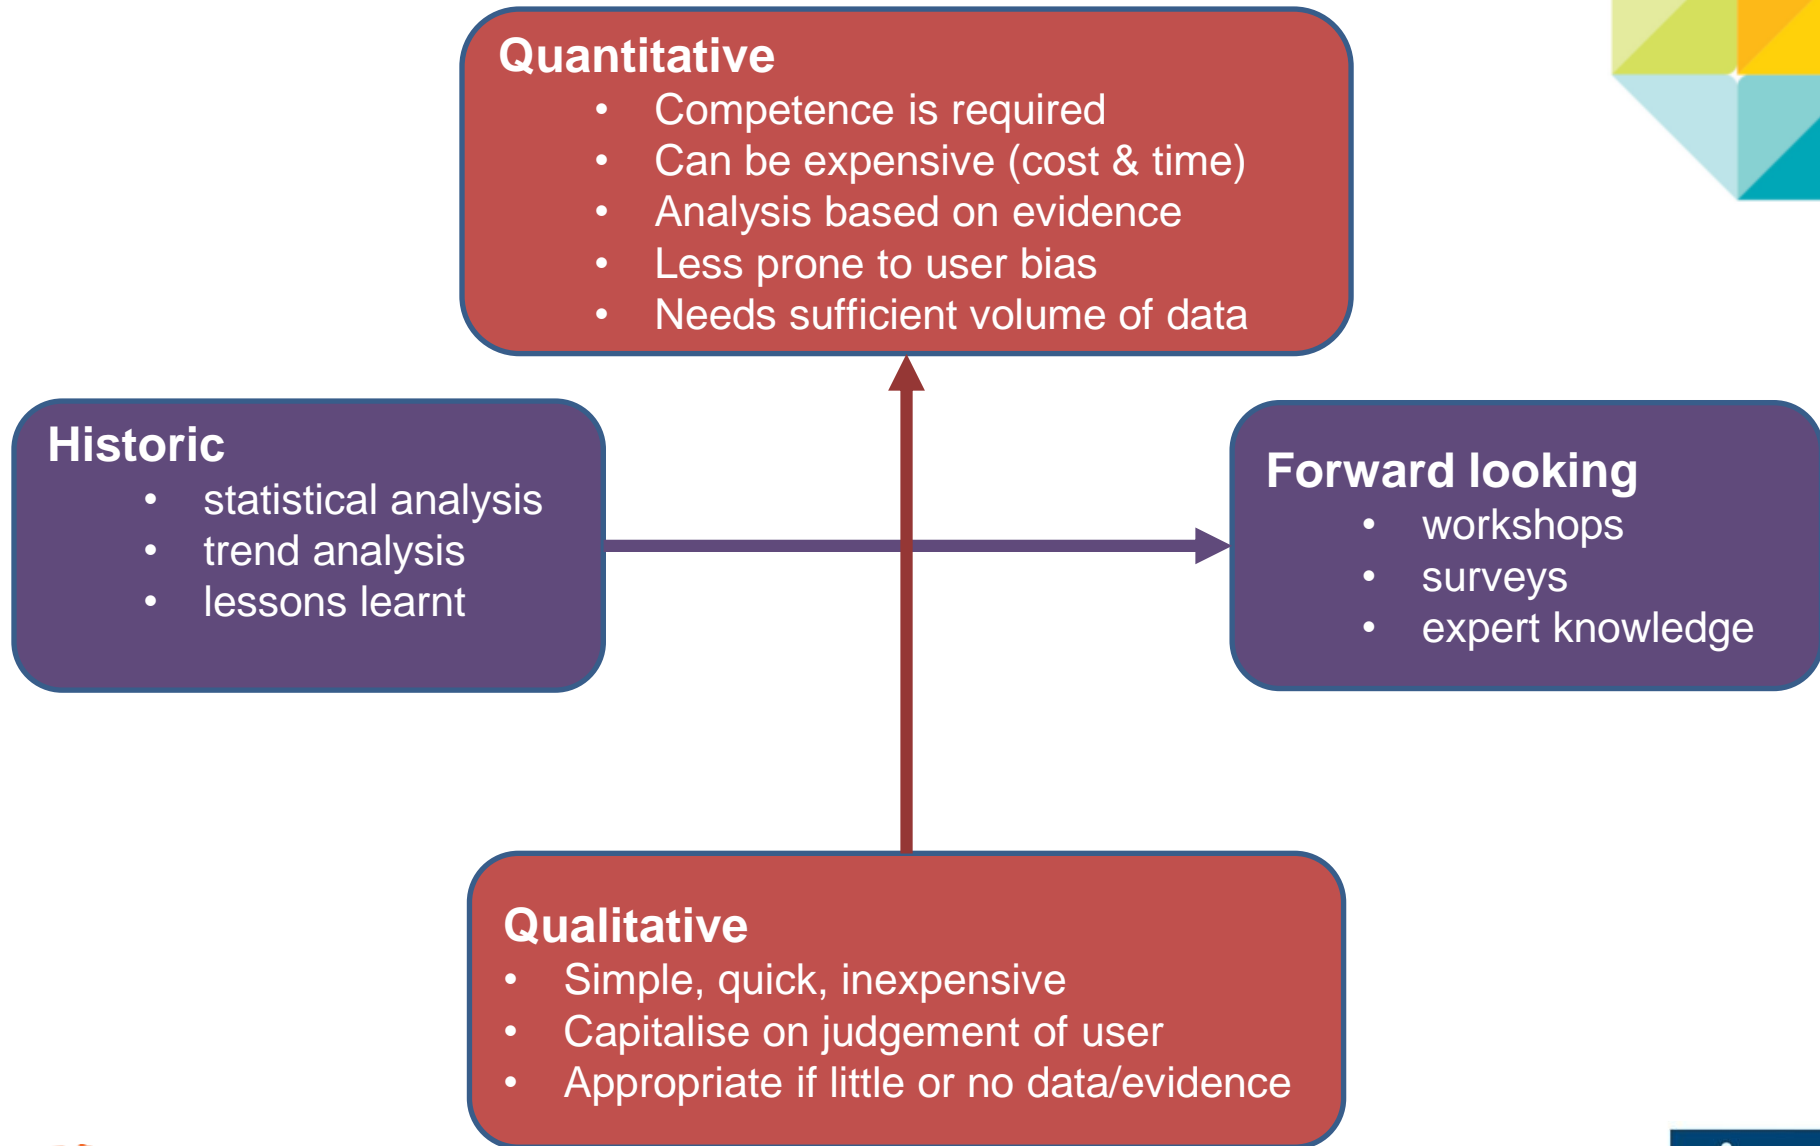 Quantitative
• Competence is required
• Can be expensive (cost & time)
• Analysis based on evidence
• Less prone to user bias
• Needs sufficient volume of data
Historic
• statistical analysis
• trend analysis
• lessons learnt
Forward looking
• workshops
• surveys
• expert knowledge
Qualitative
• Simple, quick, inexpensive
• Capitalise on judgement of user
• Appropriate if little or no data/evidence